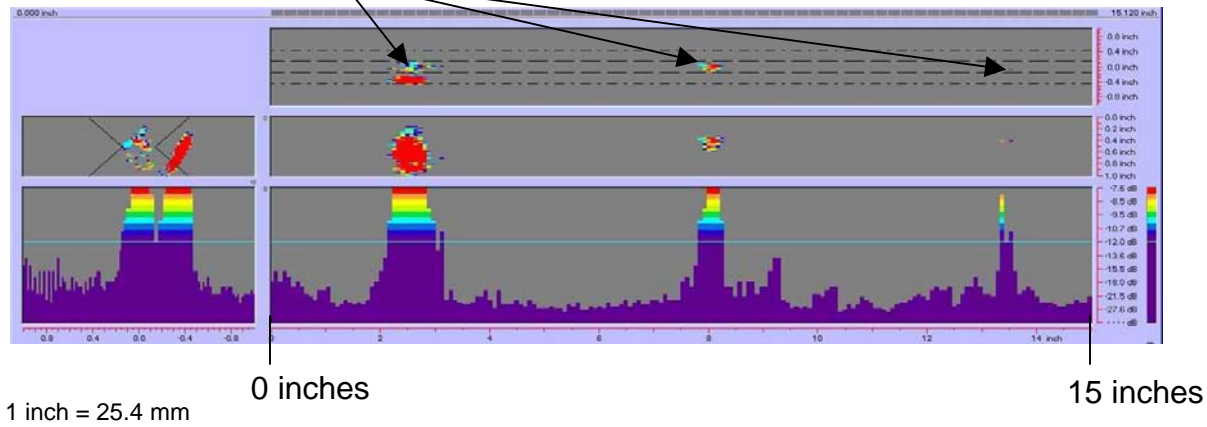 0.000 inch 15.120 inch
0.8 inch
0.4 inch
0.0 inch
-0.4 inch
-0.8 inch
0 0.0 inch
0.2 inch
0.4 inch
0.6 inch
0.8 inch
1.0 inch
-7.6 dB
-8.5 dB
-9.5 dB
-10.7 dB
-12.0 dB
-13.6 dB
-15.5 dB
-18.0 dB
-21.5 dB
-27.6 dB
---- dB
0.8 0.4 0.0 -0.4 -0.8 0 2 4 6 8 10 12 14 inch
0 inches 15 inches
1 inch = 25.4 mm